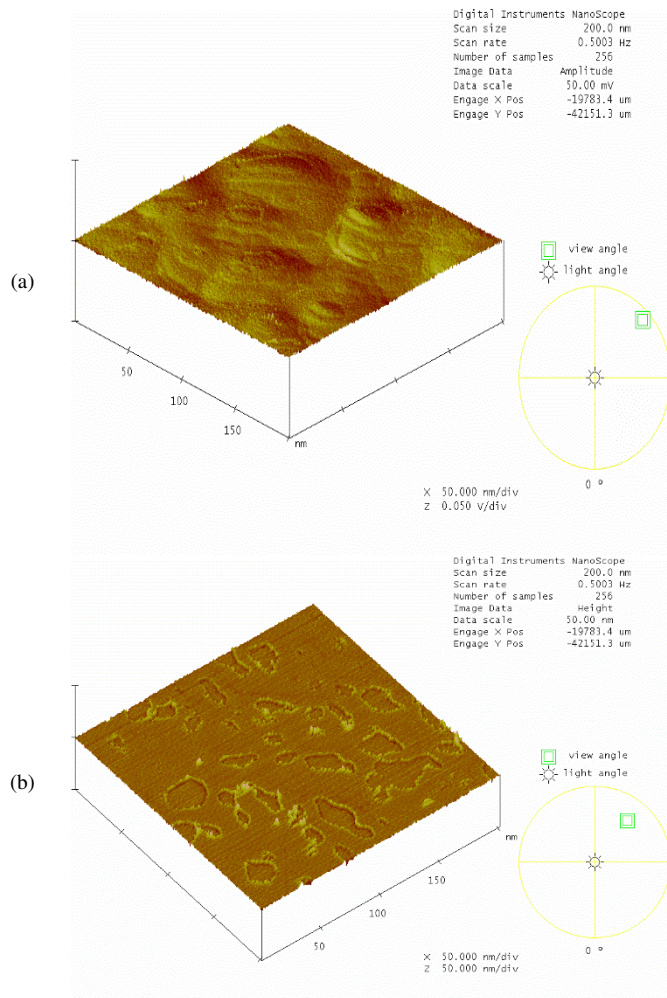 Digital Instruments NanoScope
Scan size 200.0 nm
Scan rate 0.5003 Hz
Number of samples 256
Image Data Amplitude
Data scale 50.00 mV
Engage X Pos -19783.4 um
Engage Y Pos -42151.3 um
view angle
light angle
(a)
50
100
150
nm
0 º
X 50.000 nm/div
Z 0.050 V/div
Digital Instruments NanoScope
Scan size 200.0 nm
Scan rate 0.5003 Hz
Number of samples 256
Image Data Height
Data scale 50.00 nm
Engage X Pos -19783.4 um
Engage Y Pos -42151.3 um
view angle
light angle
(b)
nm
150
100
50
0 º
X 50.000 nm/div
Z 50.000 nm/div